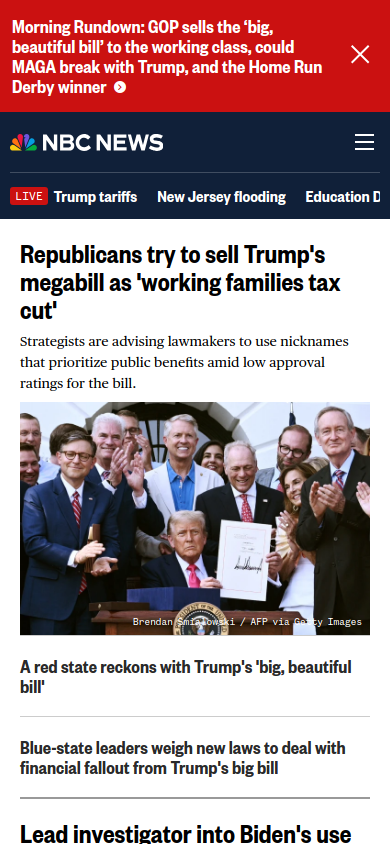 Morning Rundown: GOP sells the ‘big,
beautiful bill’ to the working class, could
MAGA break with Trump, and the Home Run
Derby winner
NBC NEWS
LIVE Trump tariffs New Jersey flooding Education D
Republicans try to sell Trump's
megabill as 'working families tax
cut'
Strategists are advising lawmakers to use nicknames
that prioritize public benefits amid low approval
ratings for the bill.
Brendan Smialowski / AFP via Getty Images
A red state reckons with Trump's 'big, beautiful
bill'
Blue-state leaders weigh new laws to deal with
financial fallout from Trump's big bill
Lead investigator into Biden's use